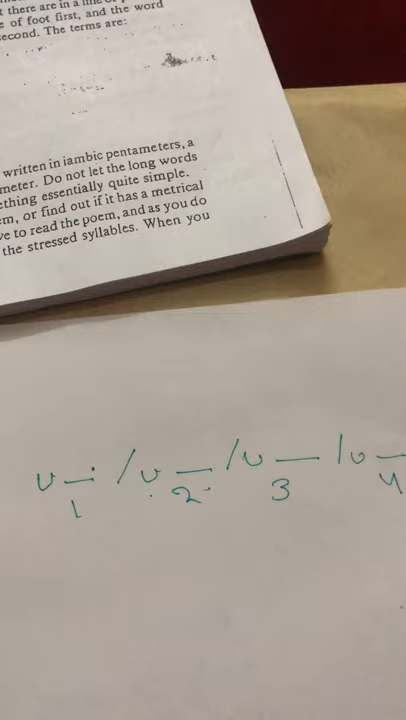 t there are in a line of p
e of foot first, and the word
econd. The terms are:
written in iambic pentameters, a
meter. Do not let the long words
ething essentially quite simple.
em, or find out if it has a metrical
ve to read the poem, and as you do
the stressed syllables. When you
υ — / υ — / υ — / υ —
1 2 3 4